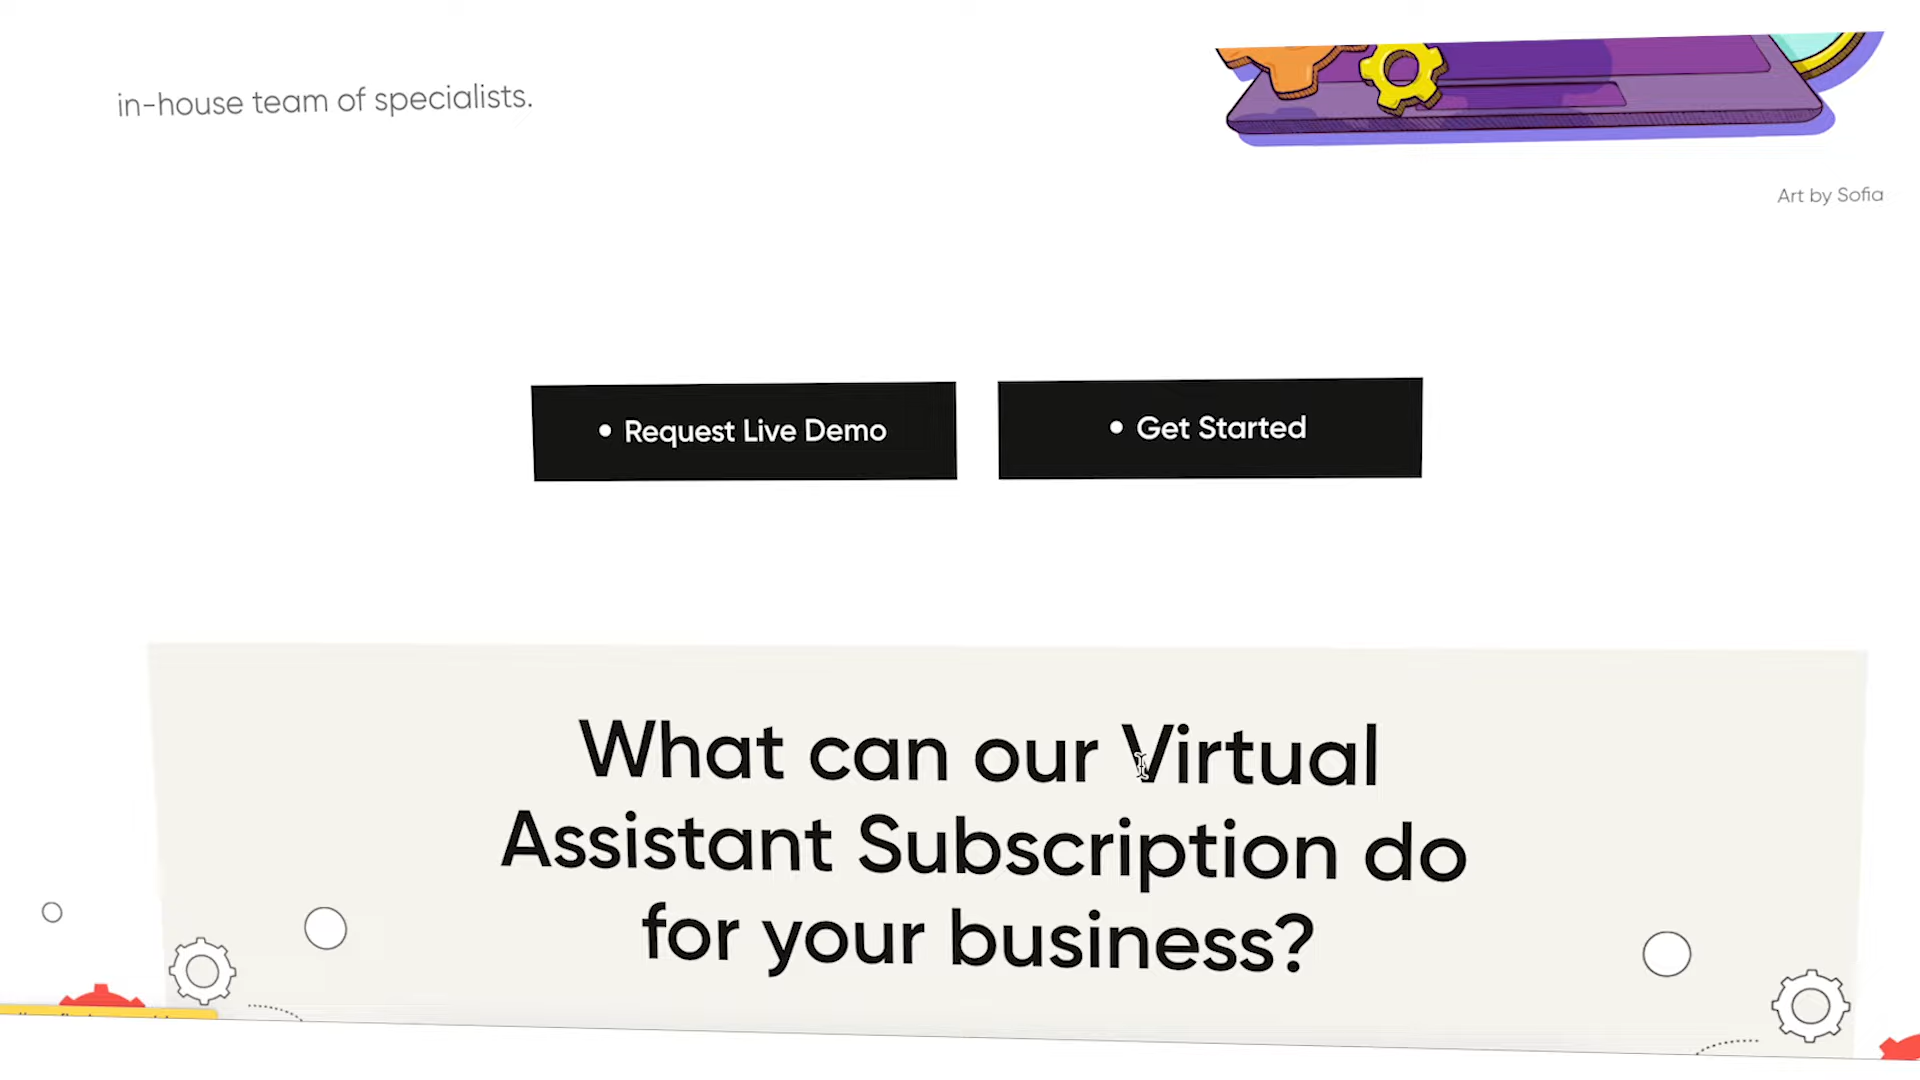 in-house team of specialists.
Art by Sofia
Request Live Demo
Get Started
What can our Virtual
Assistant Subscription do
for your business?